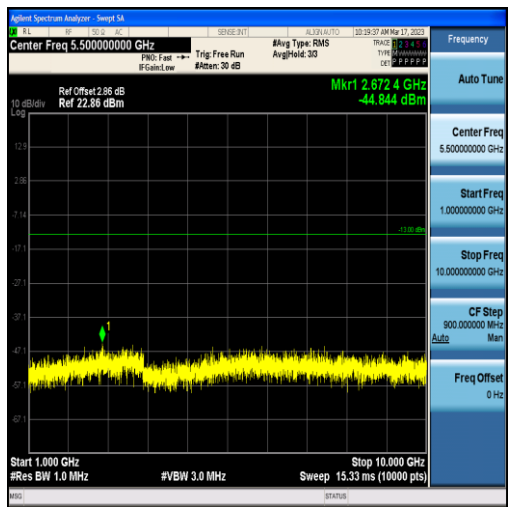 Agilent Spectrum Analyzer - Swept SA
RL RF 50 Ω AC SENSE:INT ALIGN AUTO 10:19:37 AM Mar 17, 2023
Center Freq 5.500000000 GHz
PNO: Fast
IFGain:Low
Trig: Free Run
#Atten: 30 dB
#Avg Type: RMS
Avg|Hold: 3/3
TRACE 1 2 3 4 5 6
TYPE
DET P P P P P P
Frequency
Auto Tune
Mkr1 2.672 4 GHz
-44.844 dBm
Ref Offset 2.86 dB
Ref 22.86 dBm
10 dB/div
Log
12.9
2.86
-7.14
-13.00 dBm
-17.1
-27.1
-37.1
1
-47.1
-57.1
-67.1
Center Freq
5.500000000 GHz
Start Freq
1.000000000 GHz
Stop Freq
10.000000000 GHz
CF Step
900.000000 MHz
Auto Man
Freq Offset
0 Hz
Start 1.000 GHz
#Res BW 1.0 MHz
#VBW 3.0 MHz
Stop 10.000 GHz
Sweep 15.33 ms (10000 pts)
MSG
STATUS